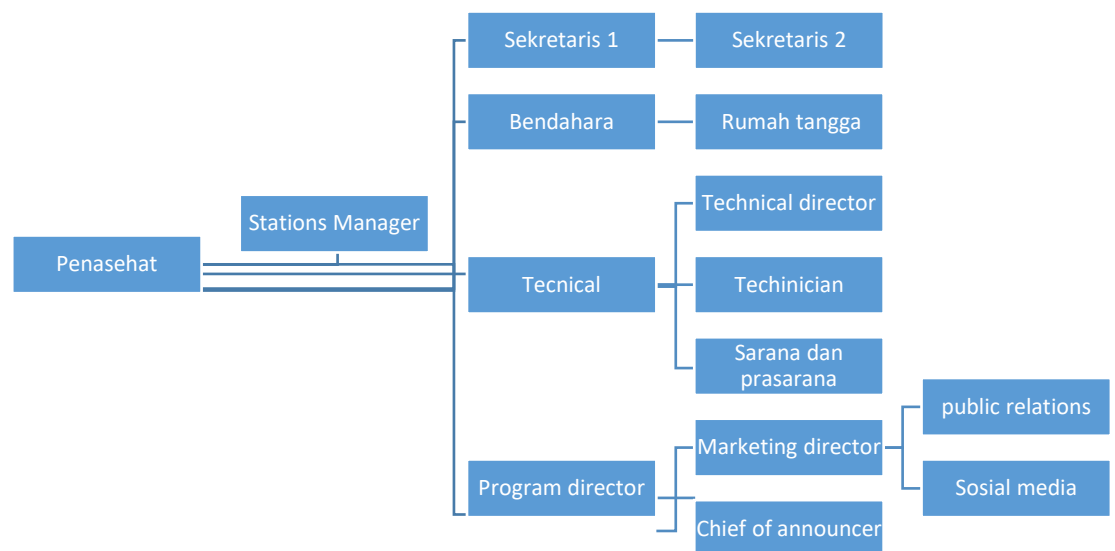 Sekretaris 1
Sekretaris 2
Bendahara
Rumah tangga
Stations Manager
Penasehat
Tecnical
Technical director
Techinician
Sarana dan
prasarana
Program director
Marketing director
public relations
Sosial media
Chief of announcer